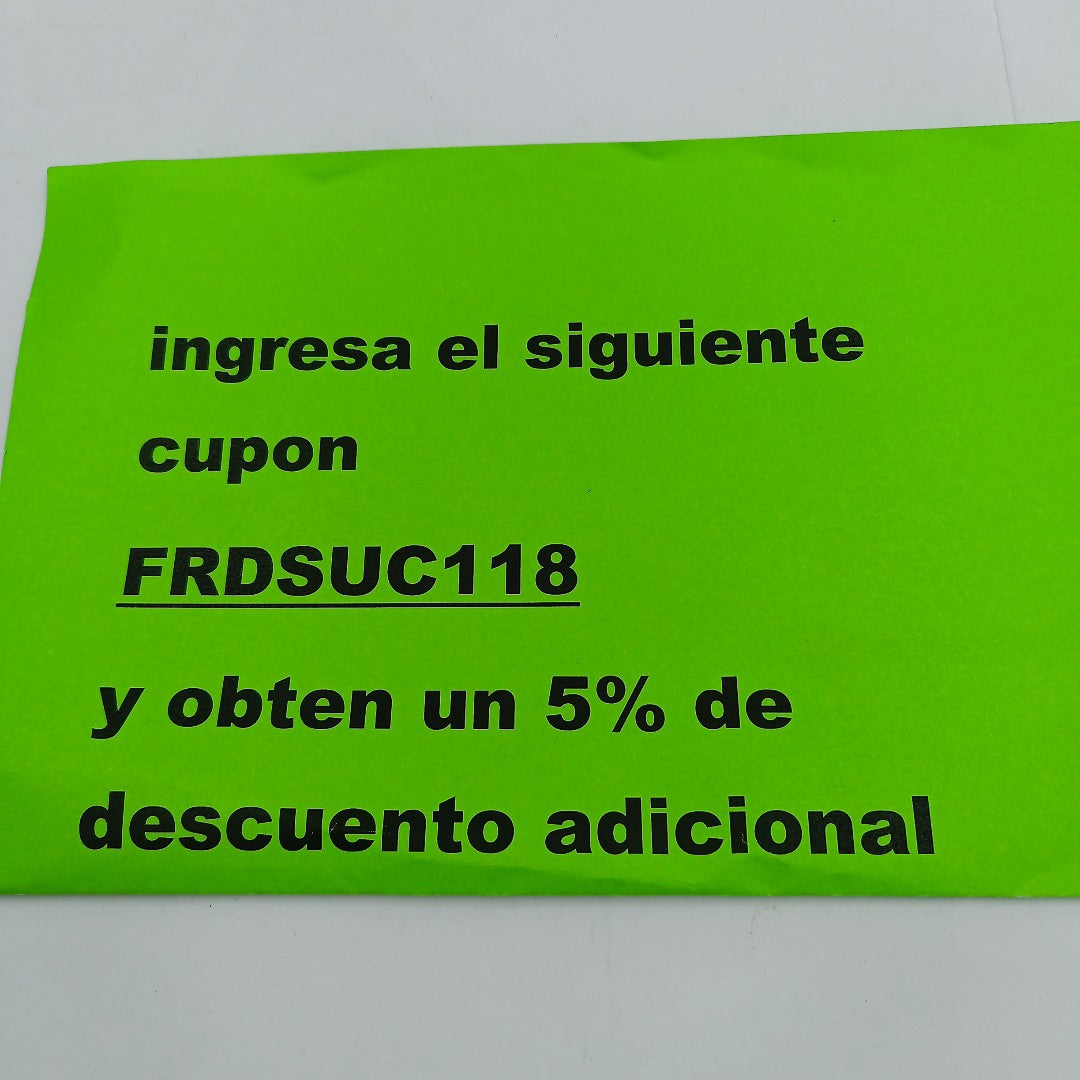 ingresa el siguiente
cupon
FRDSUC118
y obten un 5% de
descuento adicional